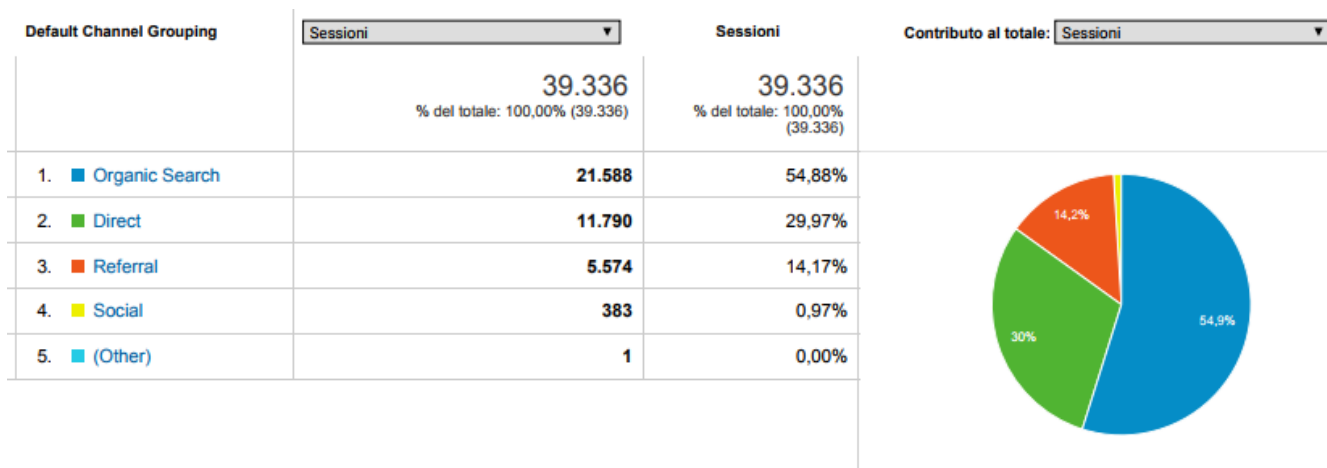 Default Channel Grouping
Sessioni ▼
Sessioni
Contributo al totale: Sessioni ▼
39.336
% del totale: 100,00% (39.336)
39.336
% del totale: 100,00%
(39.336)
1. Organic Search 21.588 54,88%
2. Direct 11.790 29,97%
3. Referral 5.574 14,17%
4. Social 383 0,97%
5. (Other) 1 0,00%
14,2%
54,9%
30%